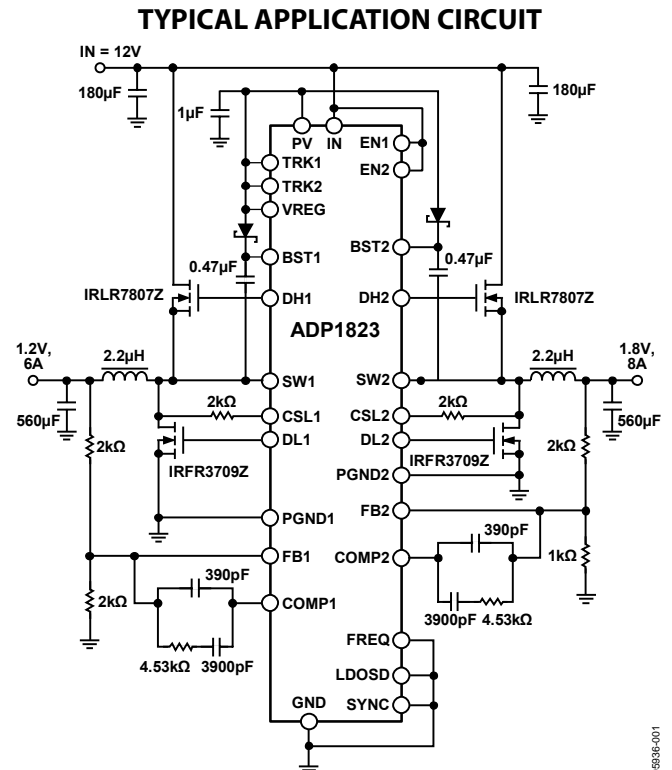 TYPICAL APPLICATION CIRCUIT
IN = 12V
180µF
1µF
180µF
PV
IN
EN1
EN2
TRK1
TRK2
VREG
BST1
BST2
0.47µF
0.47µF
IRLR7807Z
DH1
DH2
IRLR7807Z
ADP1823
1.2V,
6A
2.2µH
2.2µH
1.8V,
8A
SW1
SW2
560µF
2kΩ
CSL1
CSL2
2kΩ
560µF
2kΩ
DL1
DL2
2kΩ
IRFR3709Z
IRFR3709Z
PGND2
PGND1
FB2
FB1
390pF
COMP2
1kΩ
390pF
2kΩ
COMP1
3900pF
4.53kΩ
4.53kΩ
3900pF
FREQ
LDOSD
GND
SYNC
05936-001